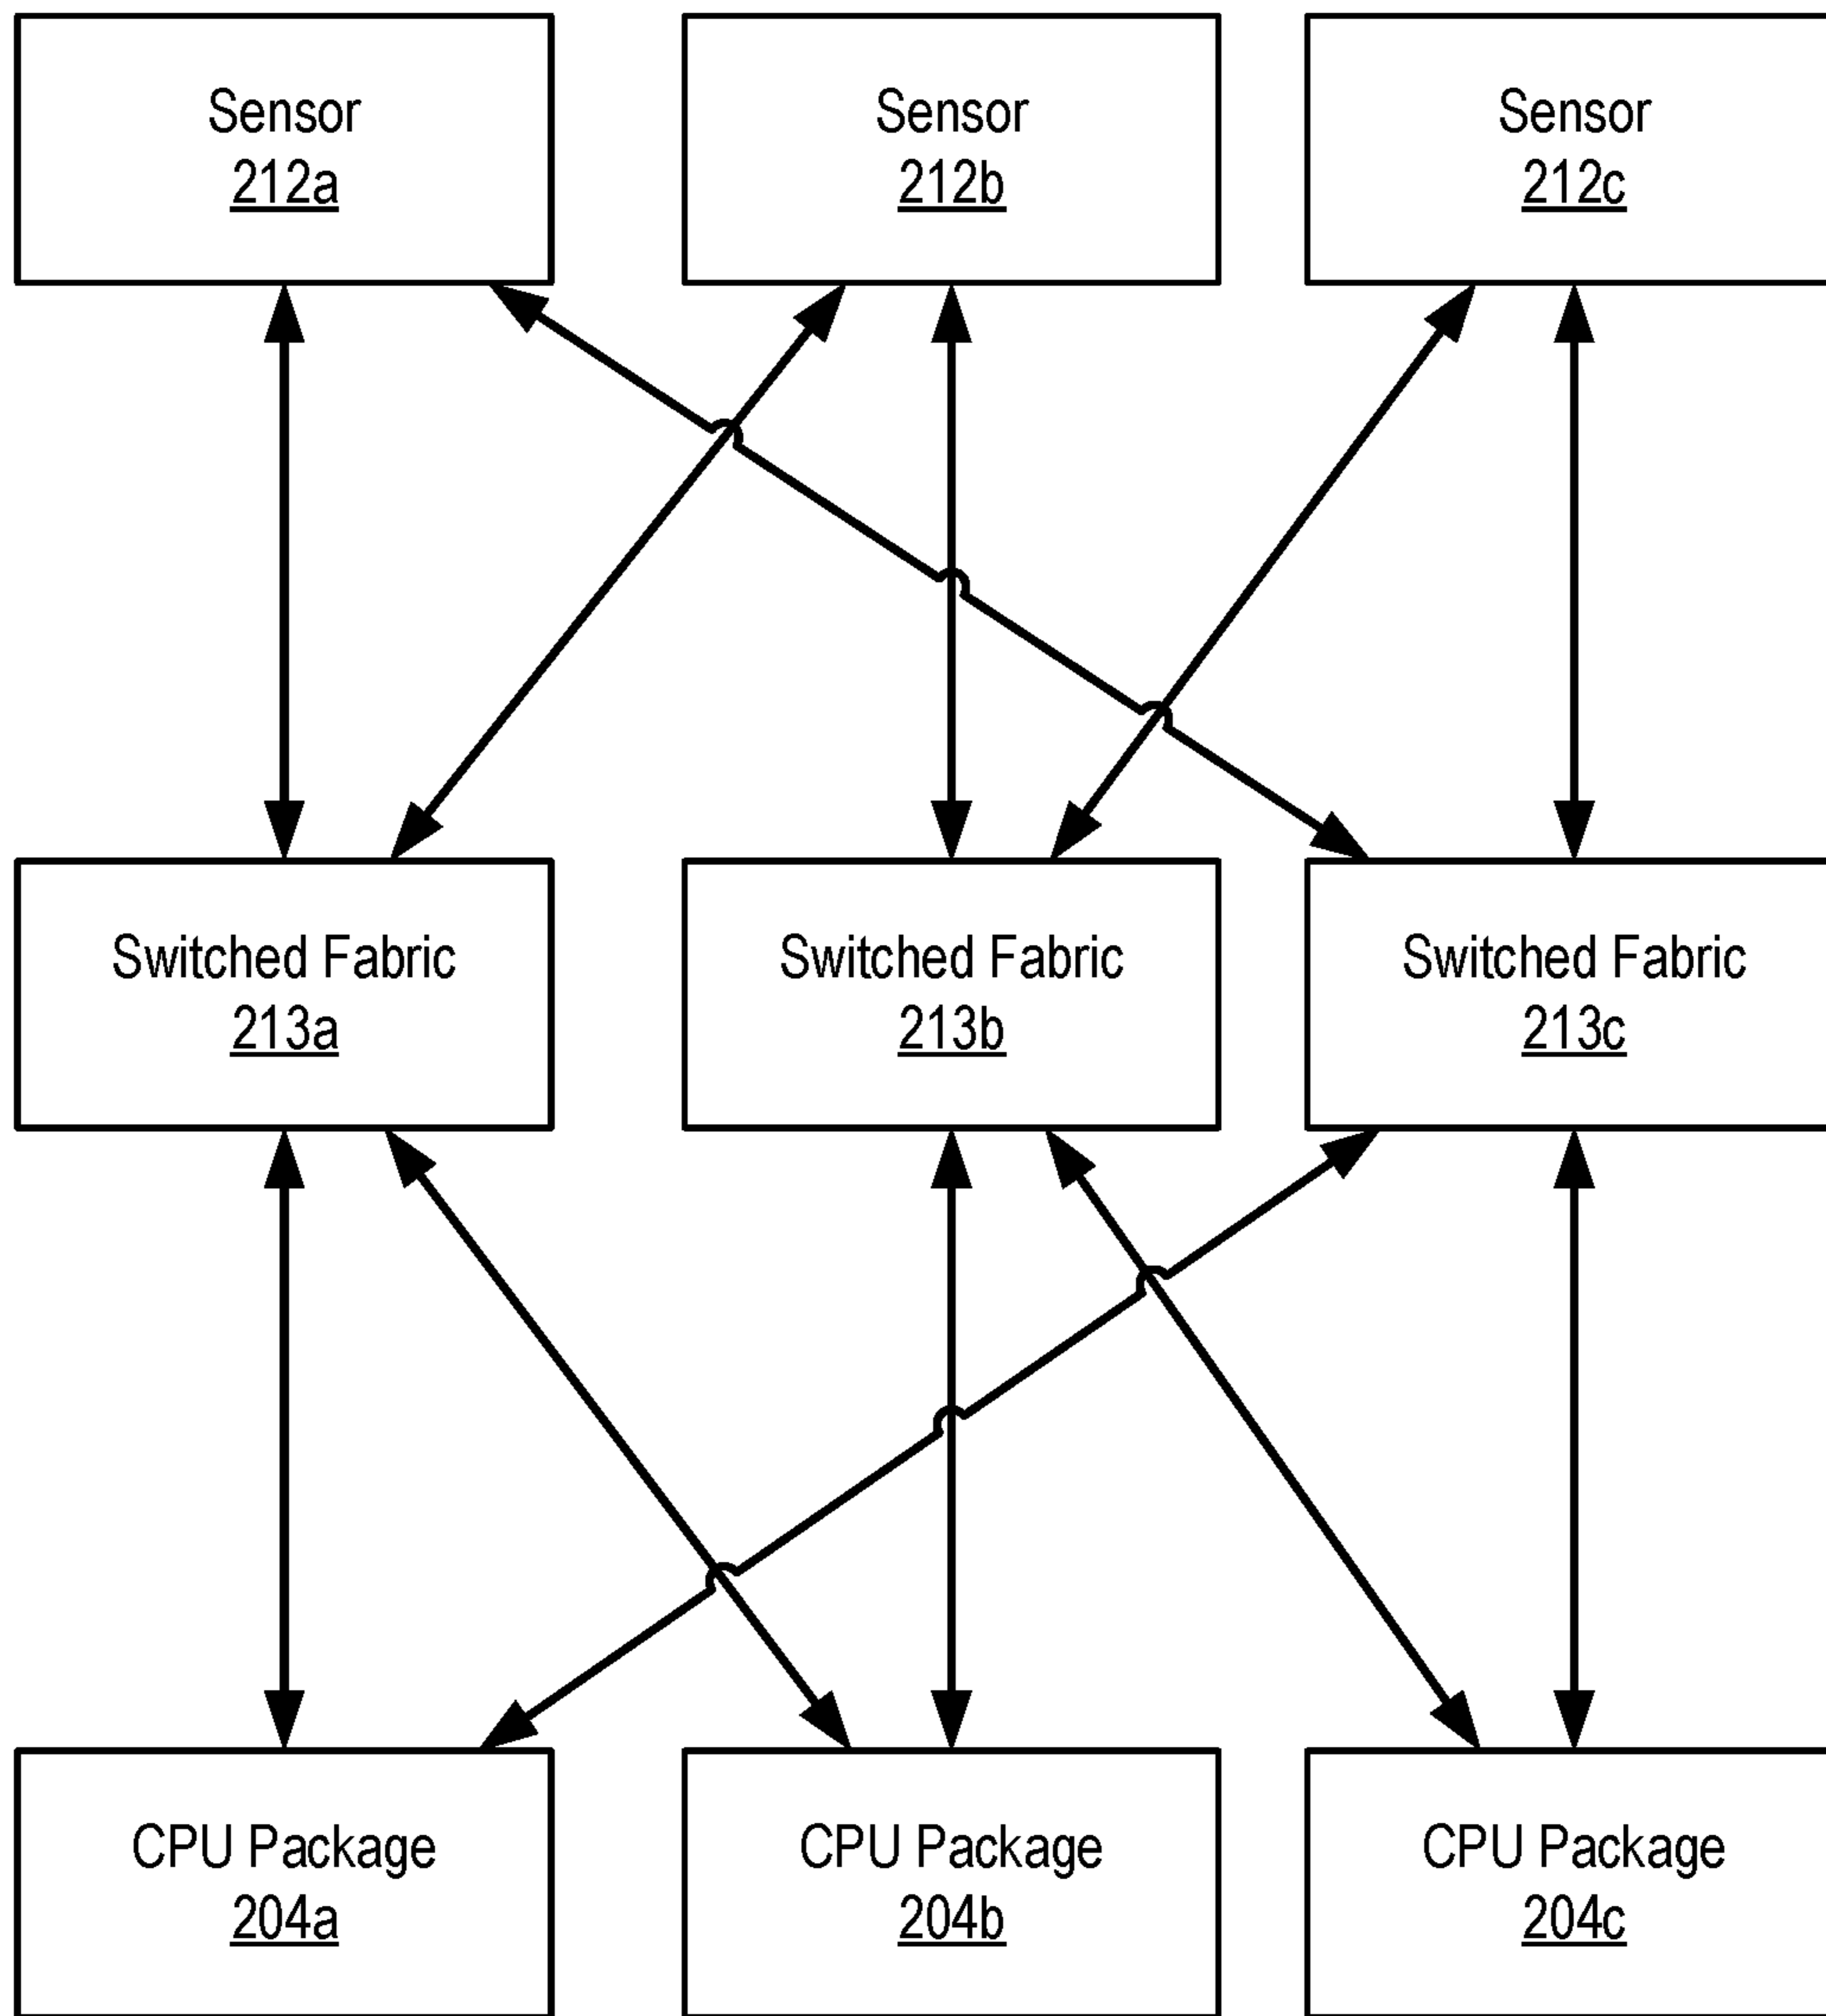 Sensor
212a
Sensor
212b
Sensor
212c
Switched Fabric
213a
Switched Fabric
213b
Switched Fabric
213c
CPU Package
204a
CPU Package
204b
CPU Package
204c